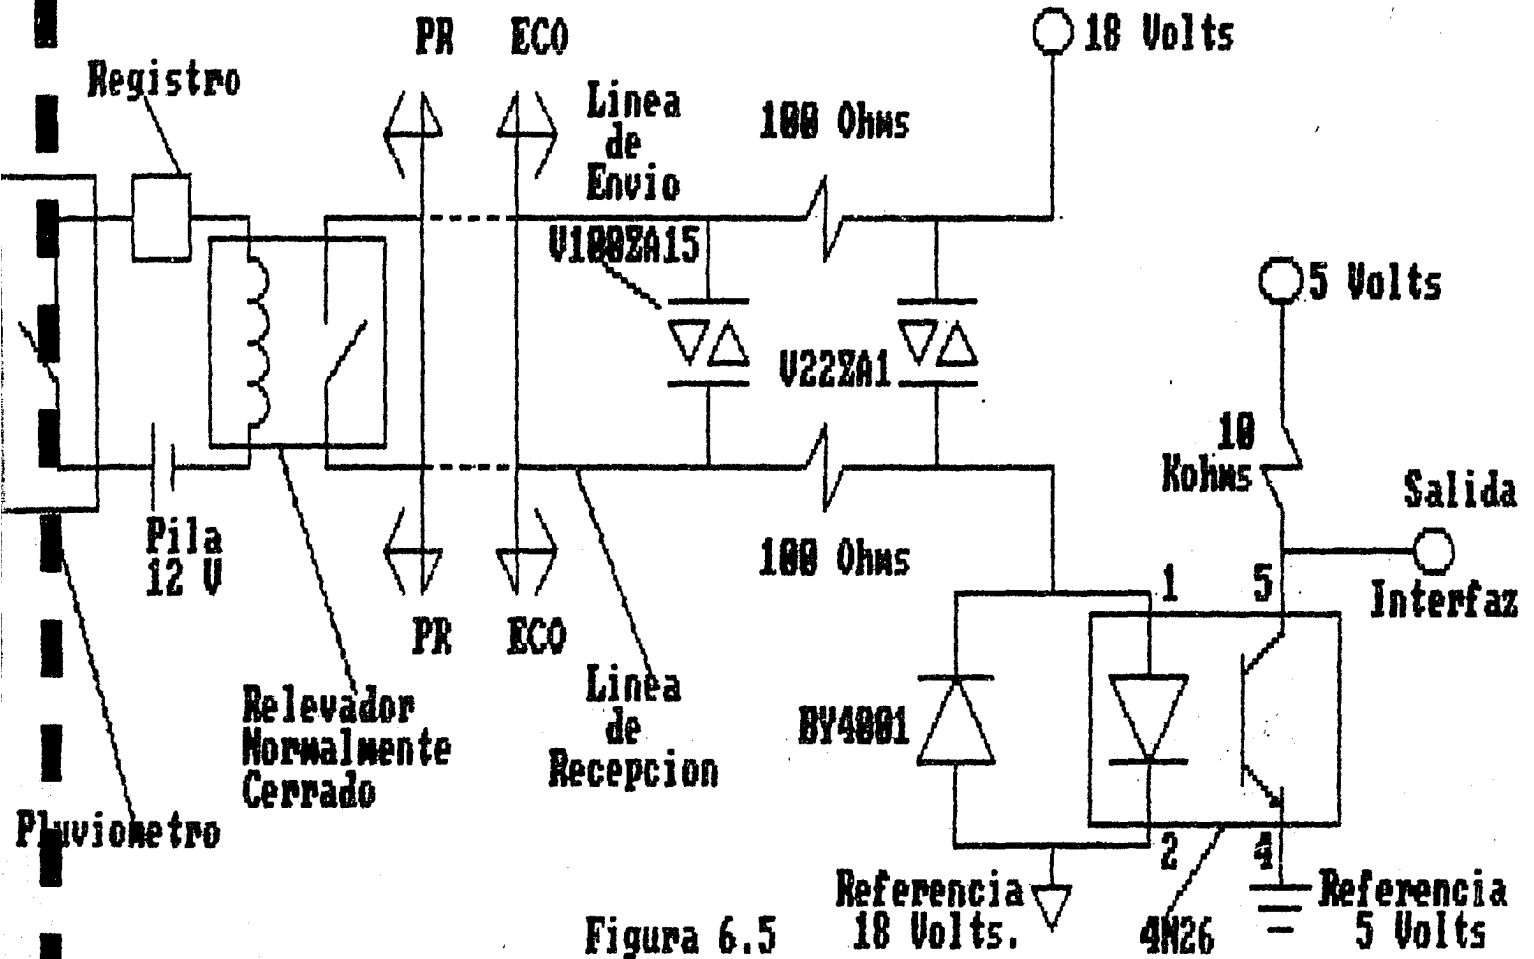 PR
ECO
18 Volts
Registro
Linea
de
Envio
100 Ohms
V100ZA15
5 Volts
V22ZA1
10
Kohms
Salida
Pila
12 V
100 Ohms
1
5
Interfaz
PR
ECO
Linea
de
Recepcion
Relevador
Normalmente
Cerrado
BY4001
Pluviometro
2
4
Referencia
18 Volts.
4N26
Referencia
5 Volts
Figura 6.5